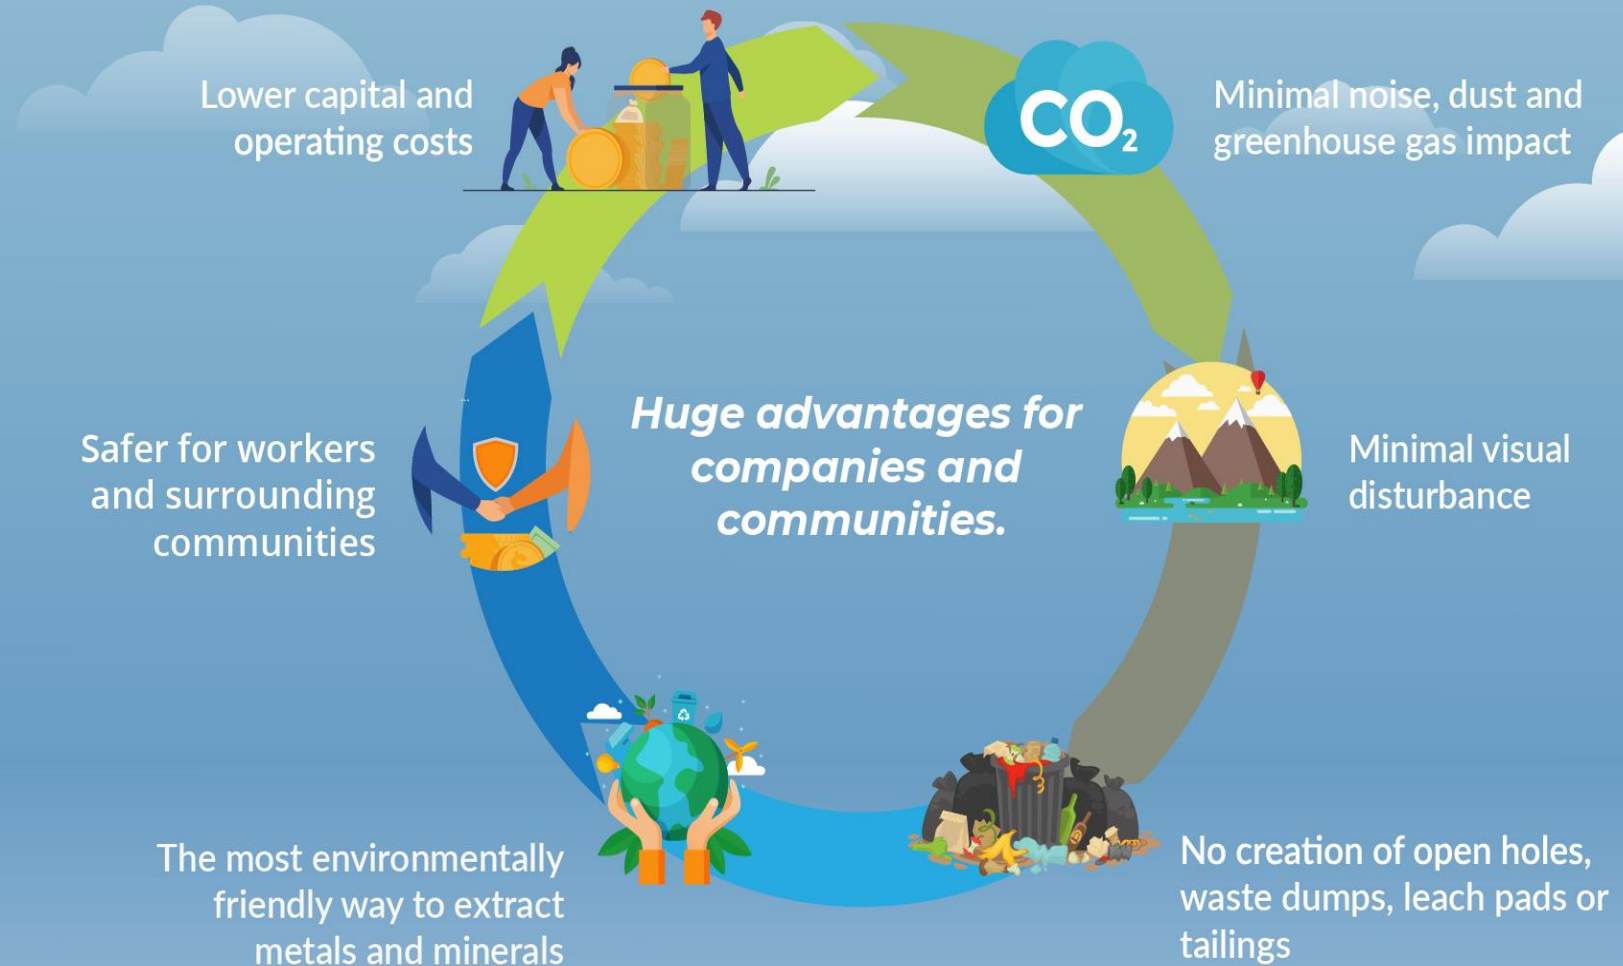 Lower capital and
operating costs
CO₂
Minimal noise, dust and
greenhouse gas impact
Huge advantages for
companies and
communities.
Safer for workers
and surrounding
communities
Minimal visual
disturbance
The most environmentally
friendly way to extract
metals and minerals
No creation of open holes,
waste dumps, leach pads or
tailings